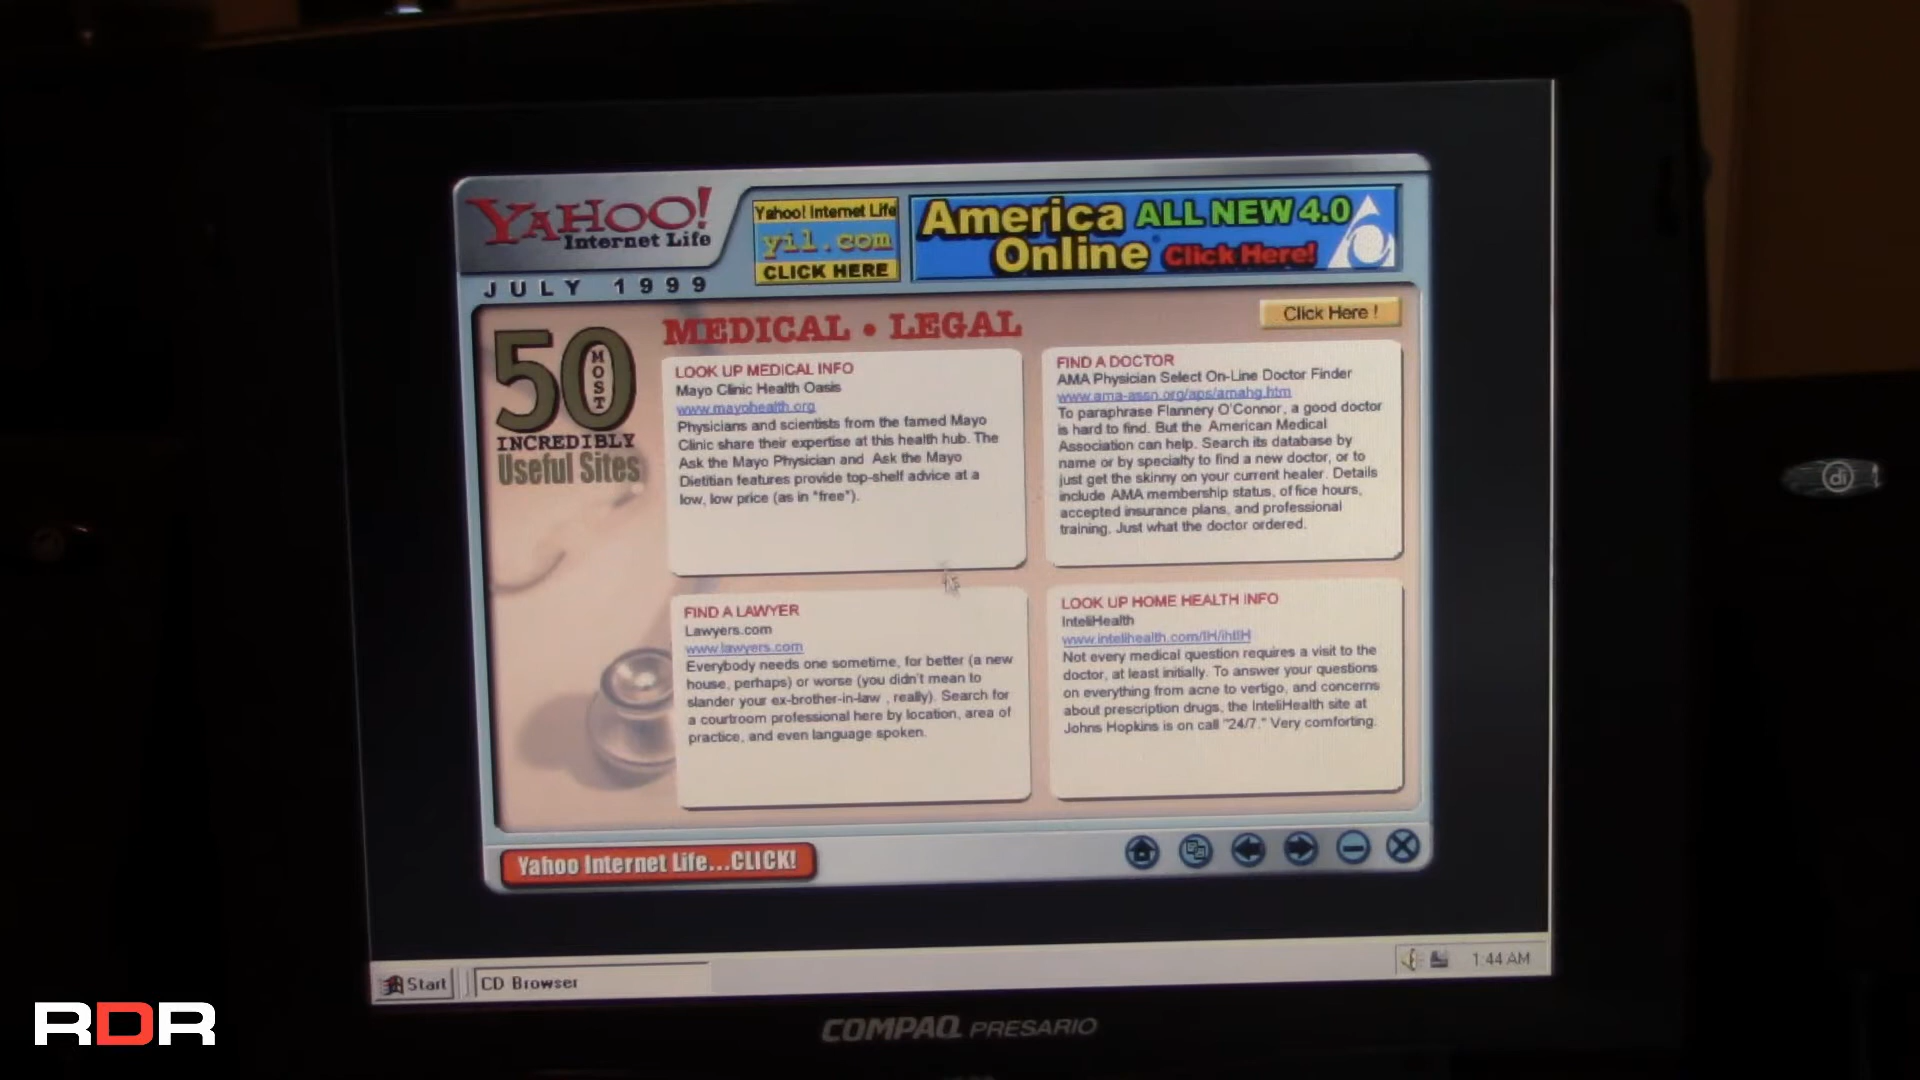 YAHOO!
Internet Life
JULY 1999
Yahoo! Internet Life
yil.com
CLICK HERE
America
Online
ALL NEW 4.0
Click Here!
50
MOST
INCREDIBLY
Useful Sites
MEDICAL • LEGAL
Click Here !
LOOK UP MEDICAL INFO
Mayo Clinic Health Oasis
www.mayohealth.org
Physicians and scientists from the famed Mayo
Clinic share their expertise at this health hub. The
Ask the Mayo Physician and Ask the Mayo
Dietitian features provide top-shelf advice at a
low, low price (as in "free").
FIND A DOCTOR
AMA Physician Select On-Line Doctor Finder
www.ama-assn.org/aps/amahg.htm
To paraphrase Flannery O'Connor, a good doctor
is hard to find. But the American Medical
Association can help. Search its database by
name or by specialty to find a new doctor, or to
just get the skinny on your current healer. Details
include AMA membership status, office hours,
accepted insurance plans, and professional
training. Just what the doctor ordered.
FIND A LAWYER
Lawyers.com
www.lawyers.com
Everybody needs one sometime, for better (a new
house, perhaps) or worse (you didn't mean to
slander your ex-brother-in-law , really). Search for
a courtroom professional here by location, area of
practice, and even language spoken.
LOOK UP HOME HEALTH INFO
InteliHealth
www.intelihealth.com/IH/ihtIH
Not every medical question requires a visit to the
doctor, at least initially. To answer your questions
on everything from acne to vertigo, and concerns
about prescription drugs, the InteliHealth site at
Johns Hopkins is on call "24/7." Very comforting.
Yahoo Internet Life...CLICK!
Start
CD Browser
1:44 AM
COMPAQ PRESARIO
di
RDR